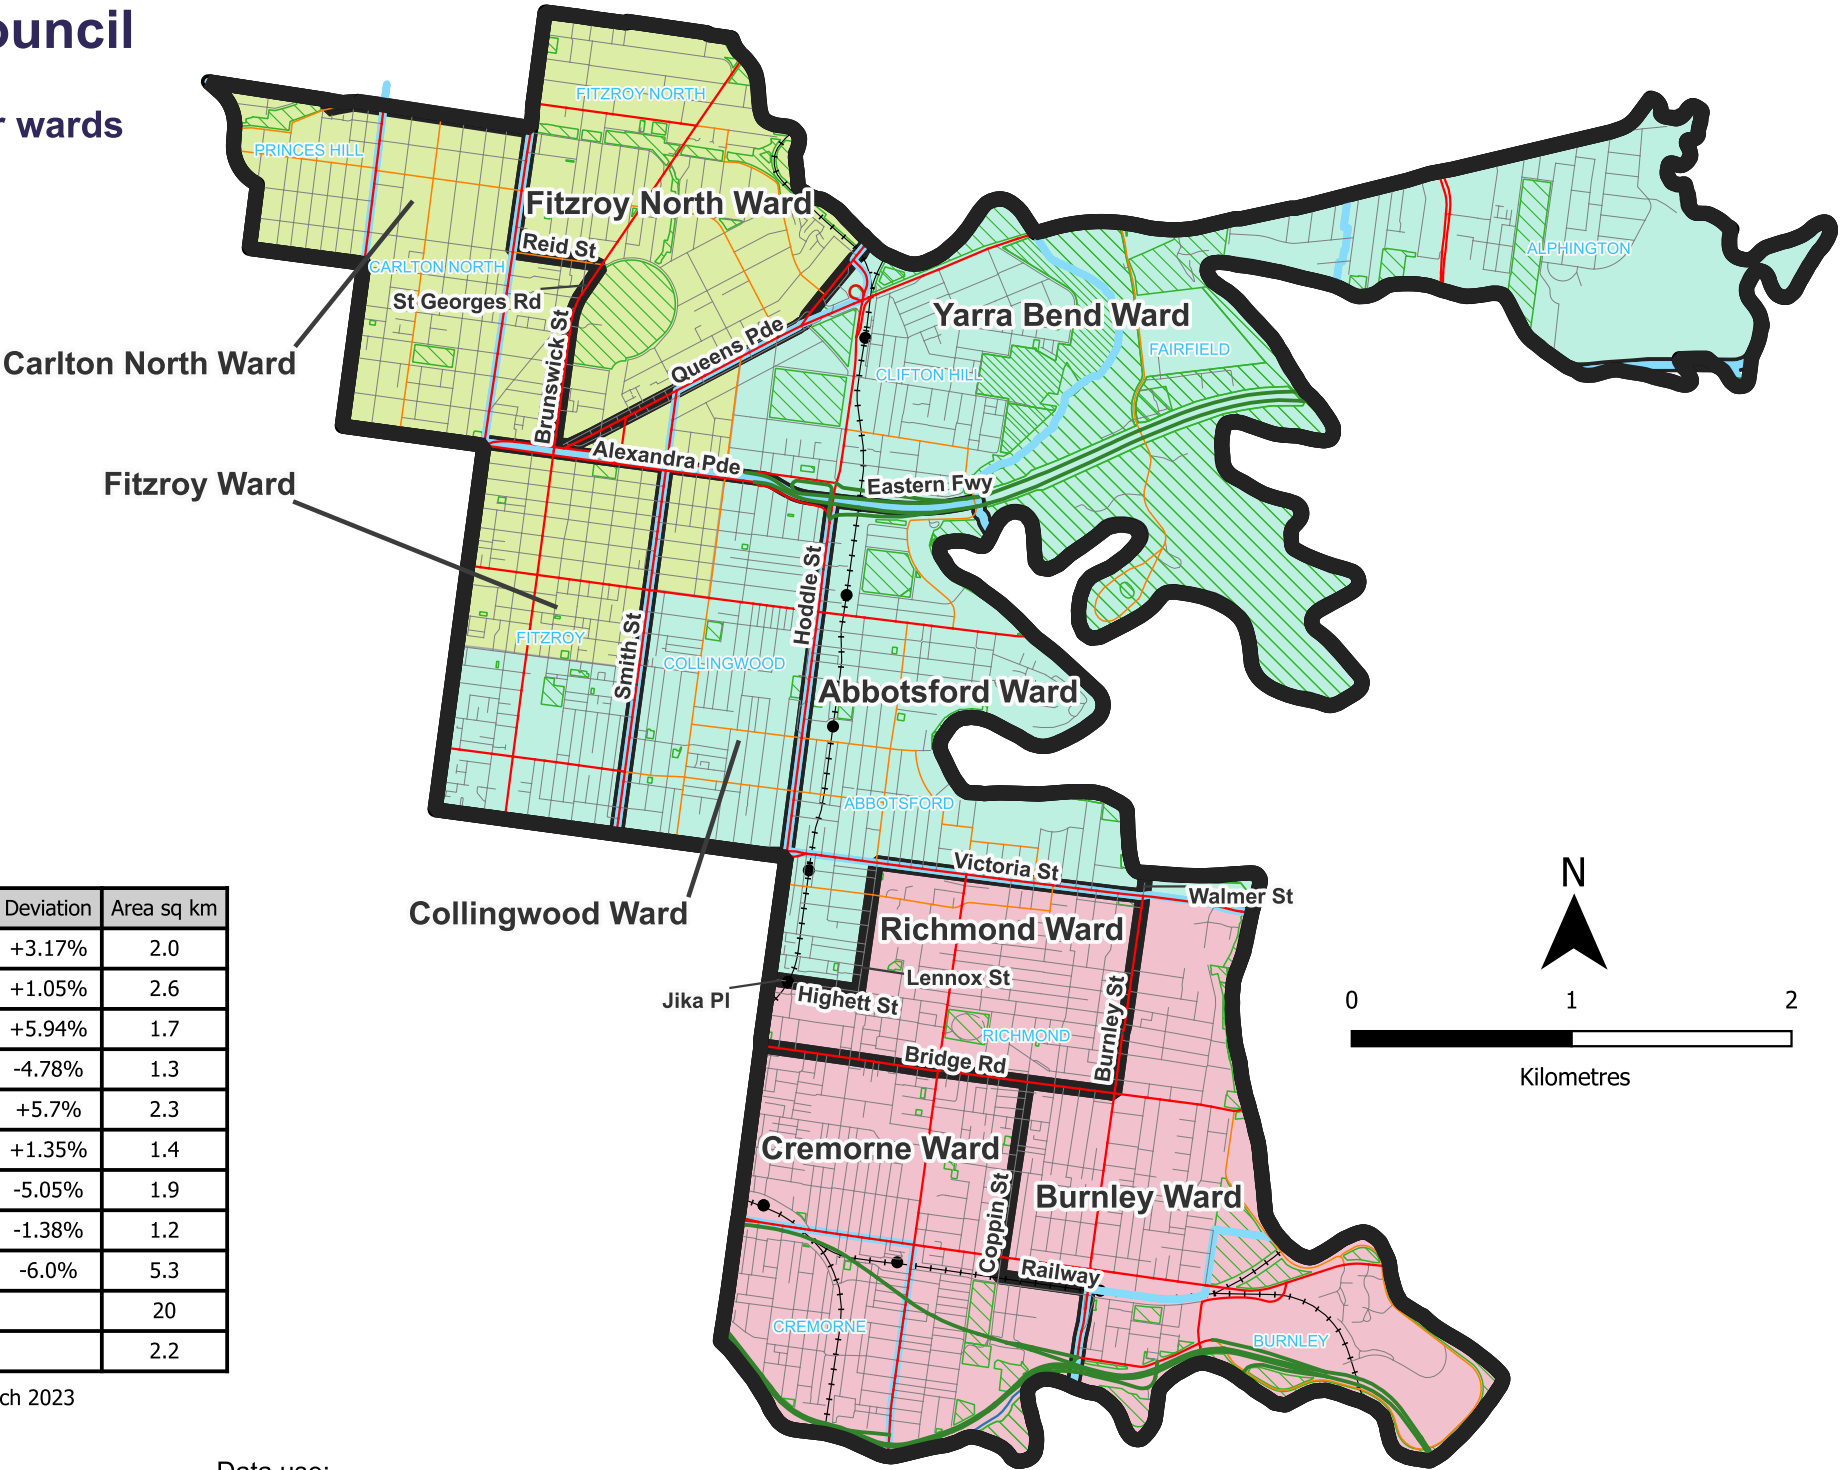 ouncil
r wards
FITZROY NORTH
PRINCES HILL
Fitzroy North Ward
Reid St
CARLTON NORTH
St Georges Rd
ALPHINGTON
Yarra Bend Ward
FAIRFIELD
Queens Pde
Carlton North Ward
CLIFTON HILL
Brunswick St
Alexandra Pde
Fitzroy Ward
Eastern Fwy
Hoddle St
FITZROY
Smith St
COLLINGWOOD
Abbotsford Ward
ABBOTSFORD
Victoria St
Walmer St
Collingwood Ward
Richmond Ward
Lennox St
Jika Pl
Highett St
Burnley St
RICHMOND
Bridge Rd
Cremorne Ward
Coppin St
Burnley Ward
Railway
CREMORNE
BURNLEY
N
0 1 2
Kilometres
Deviation Area sq km
+3.17% 2.0
+1.05% 2.6
+5.94% 1.7
-4.78% 1.3
+5.7% 2.3
+1.35% 1.4
-5.05% 1.9
-1.38% 1.2
-6.0% 5.3
20
2.2
ch 2023
Data use: